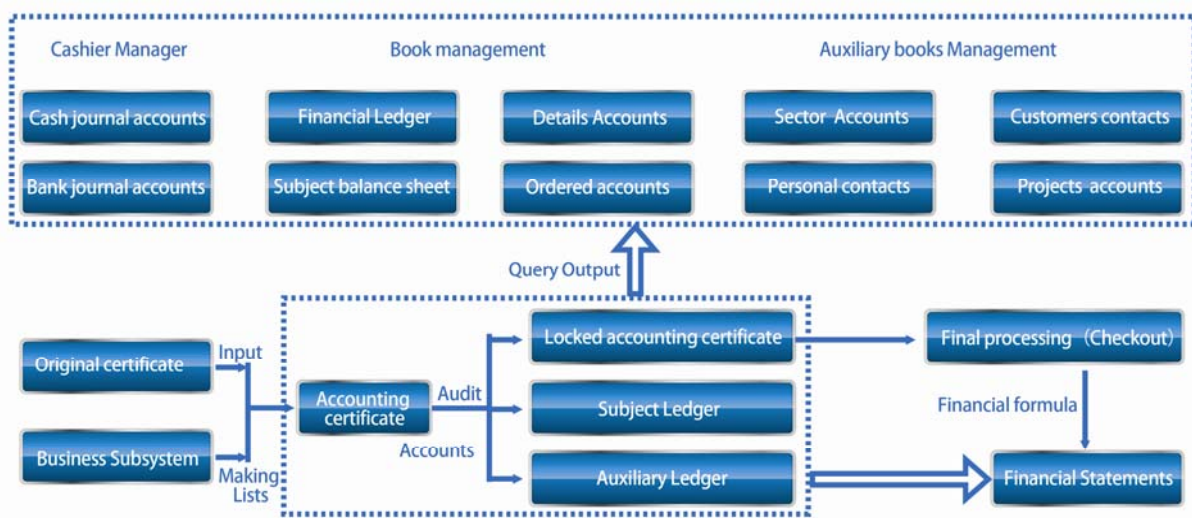 Cashier Manager
Book management
Auxiliary books Management
Cash journal accounts
Financial Ledger
Details Accounts
Sector Accounts
Customers contacts
Bank journal accounts
Subject balance sheet
Ordered accounts
Personal contacts
Projects accounts
Query Output
Original certificate
Input
Business Subsystem
Making
Lists
Accounting
certificate
Audit
Accounts
Locked accounting certificate
Subject Ledger
Auxiliary Ledger
Final processing（Checkout）
Financial formula
Financial Statements